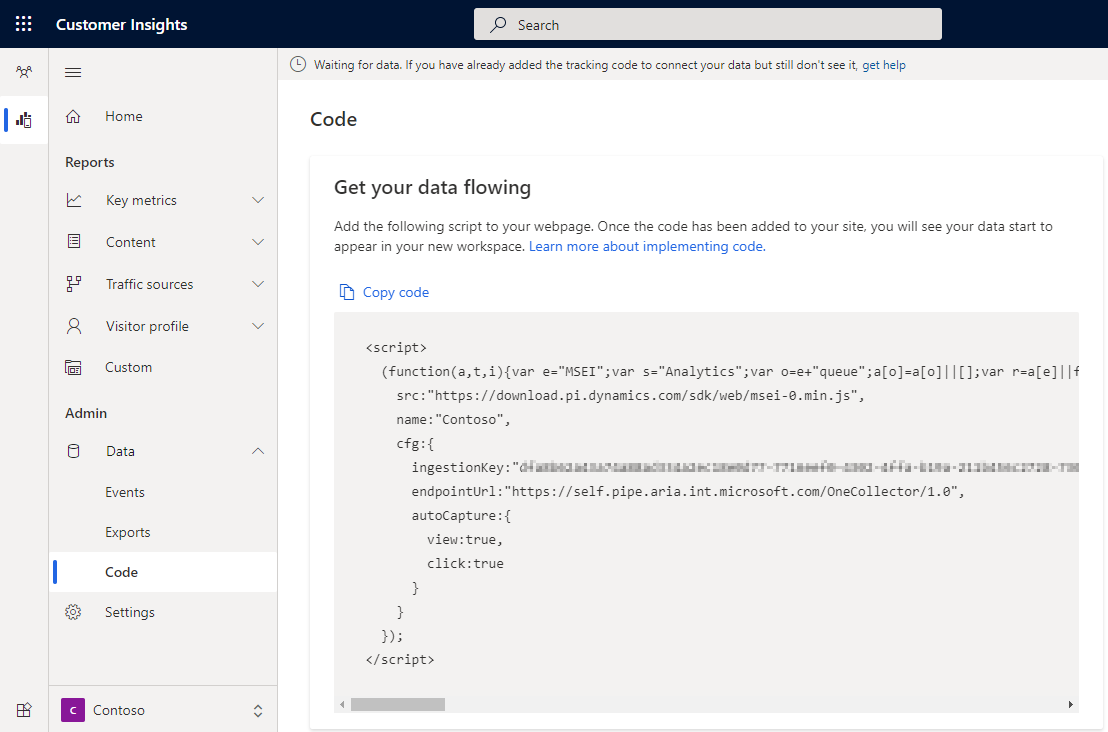 Customer Insights
Search
Waiting for data. If you have already added the tracking code to connect your data but still don't see it, get help
Home
Reports
Key metrics
Content
Traffic sources
Visitor profile
Custom
Admin
Data
Events
Exports
Code
Settings
C Contoso
Code
Get your data flowing
Add the following script to your webpage. Once the code has been added to your site, you will see your data start to
appear in your new workspace. Learn more about implementing code.
Copy code
<script>
(function(a,t,i){var e="MSEI";var s="Analytics";var o=e+"queue";a[o]=a[o]||[];var r=a[e]||f
src:"https://download.pi.dynamics.com/sdk/web/msei-0.min.js",
name:"Contoso",
cfg:{
ingestionKey:"
endpointUrl:"https://self.pipe.aria.int.microsoft.com/OneCollector/1.0",
autoCapture:{
view:true,
click:true
}
}
});
</script>